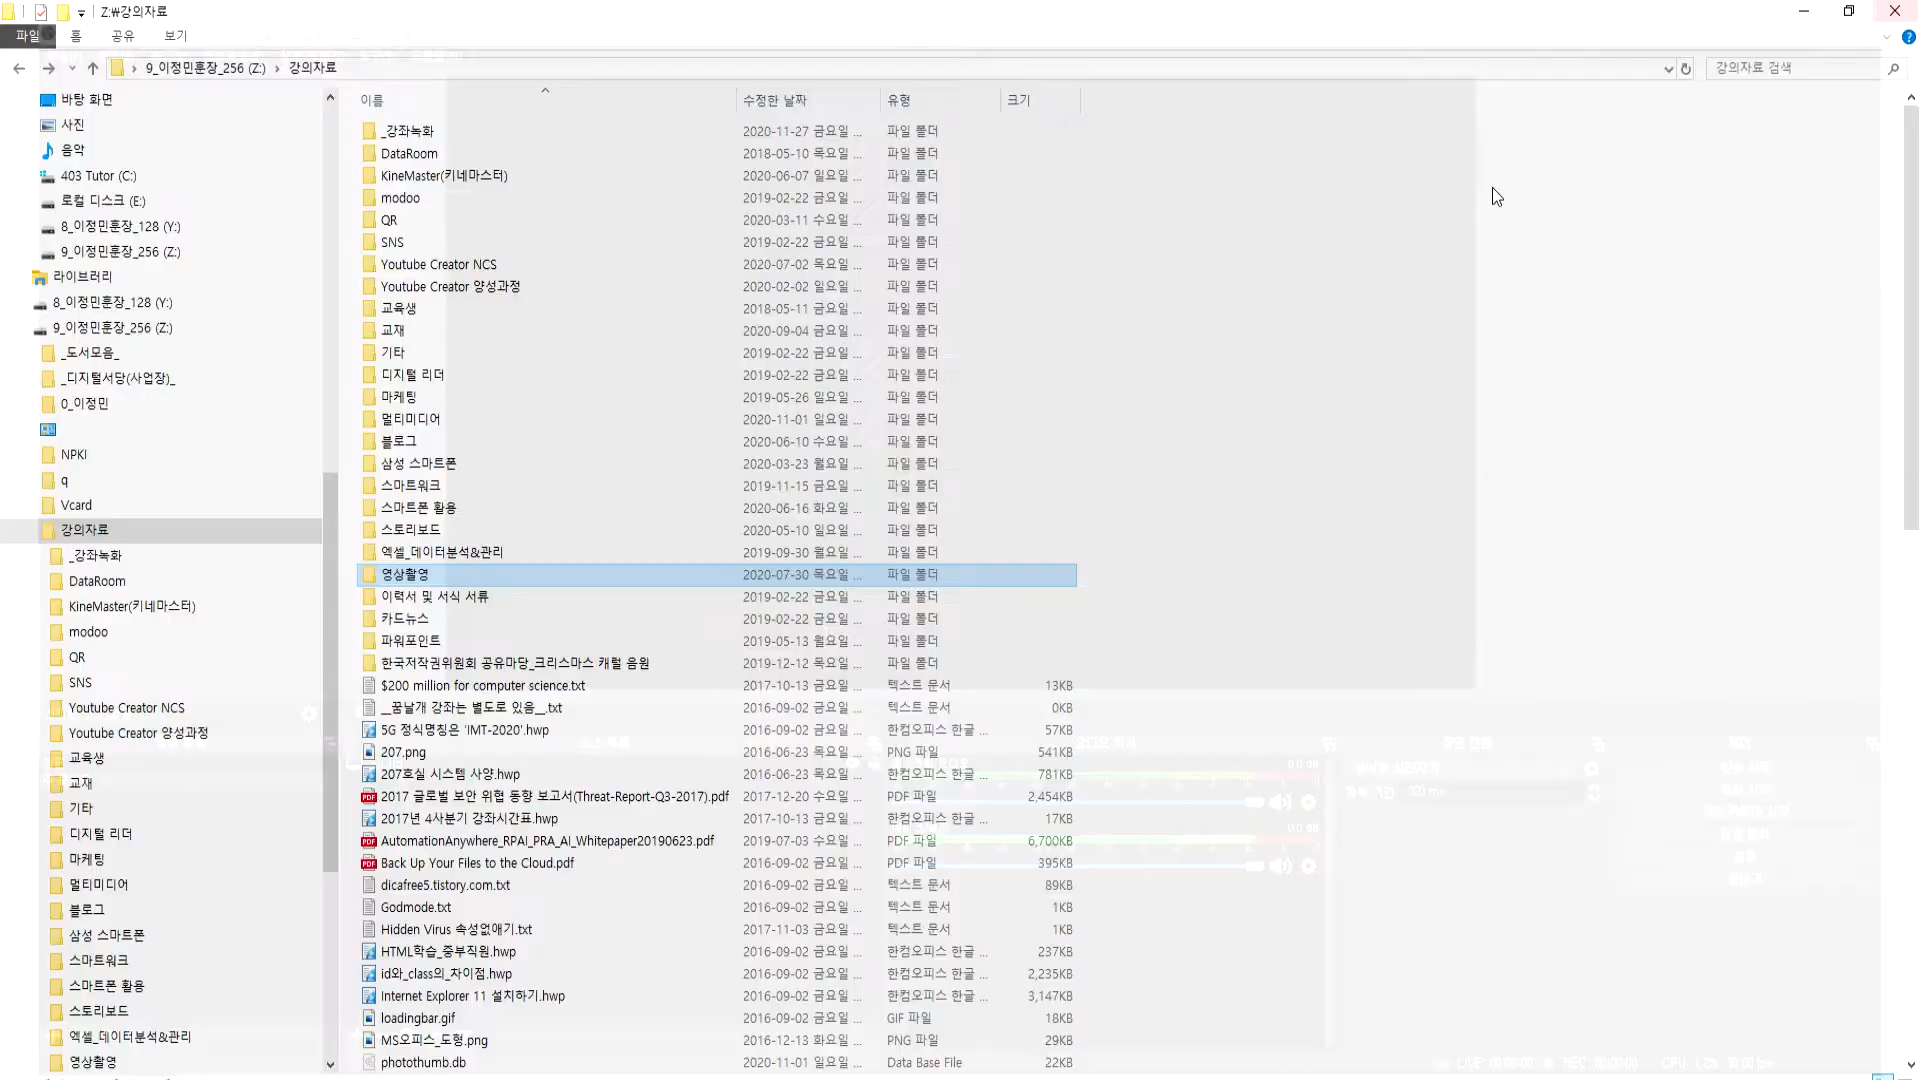 Z:₩강의자료
파일 홈 공유 보기
9_이정민훈장_256 (Z:) › 강의자료
강의자료 검색
바탕 화면
사진
음악
403 Tutor (C:)
로컬 디스크 (E:)
8_이정민훈장_128 (Y:)
9_이정민훈장_256 (Z:)
라이브러리
8_이정민훈장_128 (Y:)
9_이정민훈장_256 (Z:)
_도서모음_
_디지털서당(사업장)_
0_이정민
NPKI
q
Vcard
강의자료
_강좌녹화
DataRoom
KineMaster(키네마스터)
modoo
QR
SNS
Youtube Creator NCS
Youtube Creator 양성과정
교육생
교재
기타
디지털 리더
마케팅
멀티미디어
블로그
삼성 스마트폰
스마트워크
스마트폰 활용
스토리보드
엑셀_데이터분석&관리
영상촬영
이름 수정한 날짜 유형 크기
_강좌녹화 2020-11-27 금요일 ... 파일 폴더
DataRoom 2018-05-10 목요일 ... 파일 폴더
KineMaster(키네마스터) 2020-06-07 일요일 ... 파일 폴더
modoo 2019-02-22 금요일 ... 파일 폴더
QR 2020-03-11 수요일 ... 파일 폴더
SNS 2019-02-22 금요일 ... 파일 폴더
Youtube Creator NCS 2020-07-02 목요일 ... 파일 폴더
Youtube Creator 양성과정 2020-02-02 일요일 ... 파일 폴더
교육생 2018-05-11 금요일 ... 파일 폴더
교재 2020-09-04 금요일 ... 파일 폴더
기타 2019-02-22 금요일 ... 파일 폴더
디지털 리더 2019-02-22 금요일 ... 파일 폴더
마케팅 2019-05-26 일요일 ... 파일 폴더
멀티미디어 2020-11-01 일요일 ... 파일 폴더
블로그 2020-06-10 수요일 ... 파일 폴더
삼성 스마트폰 2020-03-23 월요일 ... 파일 폴더
스마트워크 2019-11-15 금요일 ... 파일 폴더
스마트폰 활용 2020-06-16 화요일 ... 파일 폴더
스토리보드 2020-05-10 일요일 ... 파일 폴더
엑셀_데이터분석&관리 2019-09-30 월요일 ... 파일 폴더
영상촬영 2020-07-30 목요일 ... 파일 폴더
이력서 및 서식 서류 2019-02-22 금요일 ... 파일 폴더
카드뉴스 2019-02-22 금요일 ... 파일 폴더
파워포인트 2019-05-13 월요일 ... 파일 폴더
한국저작권위원회 공유마당_크리스마스 캐럴 음원 2019-12-12 목요일 ... 파일 폴더
$200 million for computer science.txt 2017-10-13 금요일 ... 텍스트 문서 13KB
__꿈날개 강좌는 별도로 있음__.txt 2016-09-02 금요일 ... 텍스트 문서 0KB
5G 정식명칭은 'IMT-2020'.hwp 2016-09-02 금요일 ... 한컴오피스 한글 ... 57KB
207.png 2016-06-23 목요일 ... PNG 파일 541KB
207호실 시스템 사양.hwp 2016-06-23 목요일 ... 한컴오피스 한글 ... 781KB
2017 글로벌 보안 위협 동향 보고서(Threat-Report-Q3-2017).pdf 2017-12-20 수요일 ... PDF 파일 2,454KB
2017년 4사분기 강좌시간표.hwp 2017-10-13 금요일 ... 한컴오피스 한글 ... 17KB
AutomationAnywhere_RPAI_PRA_AI_Whitepaper20190623.pdf 2019-07-03 수요일 ... PDF 파일 6,700KB
Back Up Your Files to the Cloud.pdf 2016-09-02 금요일 ... PDF 파일 395KB
dicafree5.tistory.com.txt 2016-09-02 금요일 ... 텍스트 문서 89KB
Godmode.txt 2016-09-02 금요일 ... 텍스트 문서 1KB
Hidden Virus 속성없애기.txt 2017-11-03 금요일 ... 텍스트 문서 1KB
HTML학습_중부직원.hwp 2016-09-02 금요일 ... 한컴오피스 한글 ... 237KB
id와_class의_차이점.hwp 2016-09-02 금요일 ... 한컴오피스 한글 ... 2,235KB
Internet Explorer 11 설치하기.hwp 2016-09-02 금요일 ... 한컴오피스 한글 ... 3,147KB
loadingbar.gif 2016-09-02 금요일 ... GIF 파일 18KB
MS오피스_도형.png 2016-12-13 화요일 ... PNG 파일 29KB
photothumb.db 2020-11-01 일요일 ... Data Base File 22KB